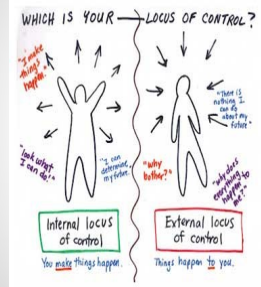 WHICH IS YOUR — LOCUS OF CONTROL?
"I make
things
happen."
"look what
I can do."
"I can
determine
my future."
Internal locus
of control
You make things happen.
"There is
nothing I
can do
about my
future"
"why
bother?"
"why does
everything
happen
to me?"
External locus
of control
Things happen to you.